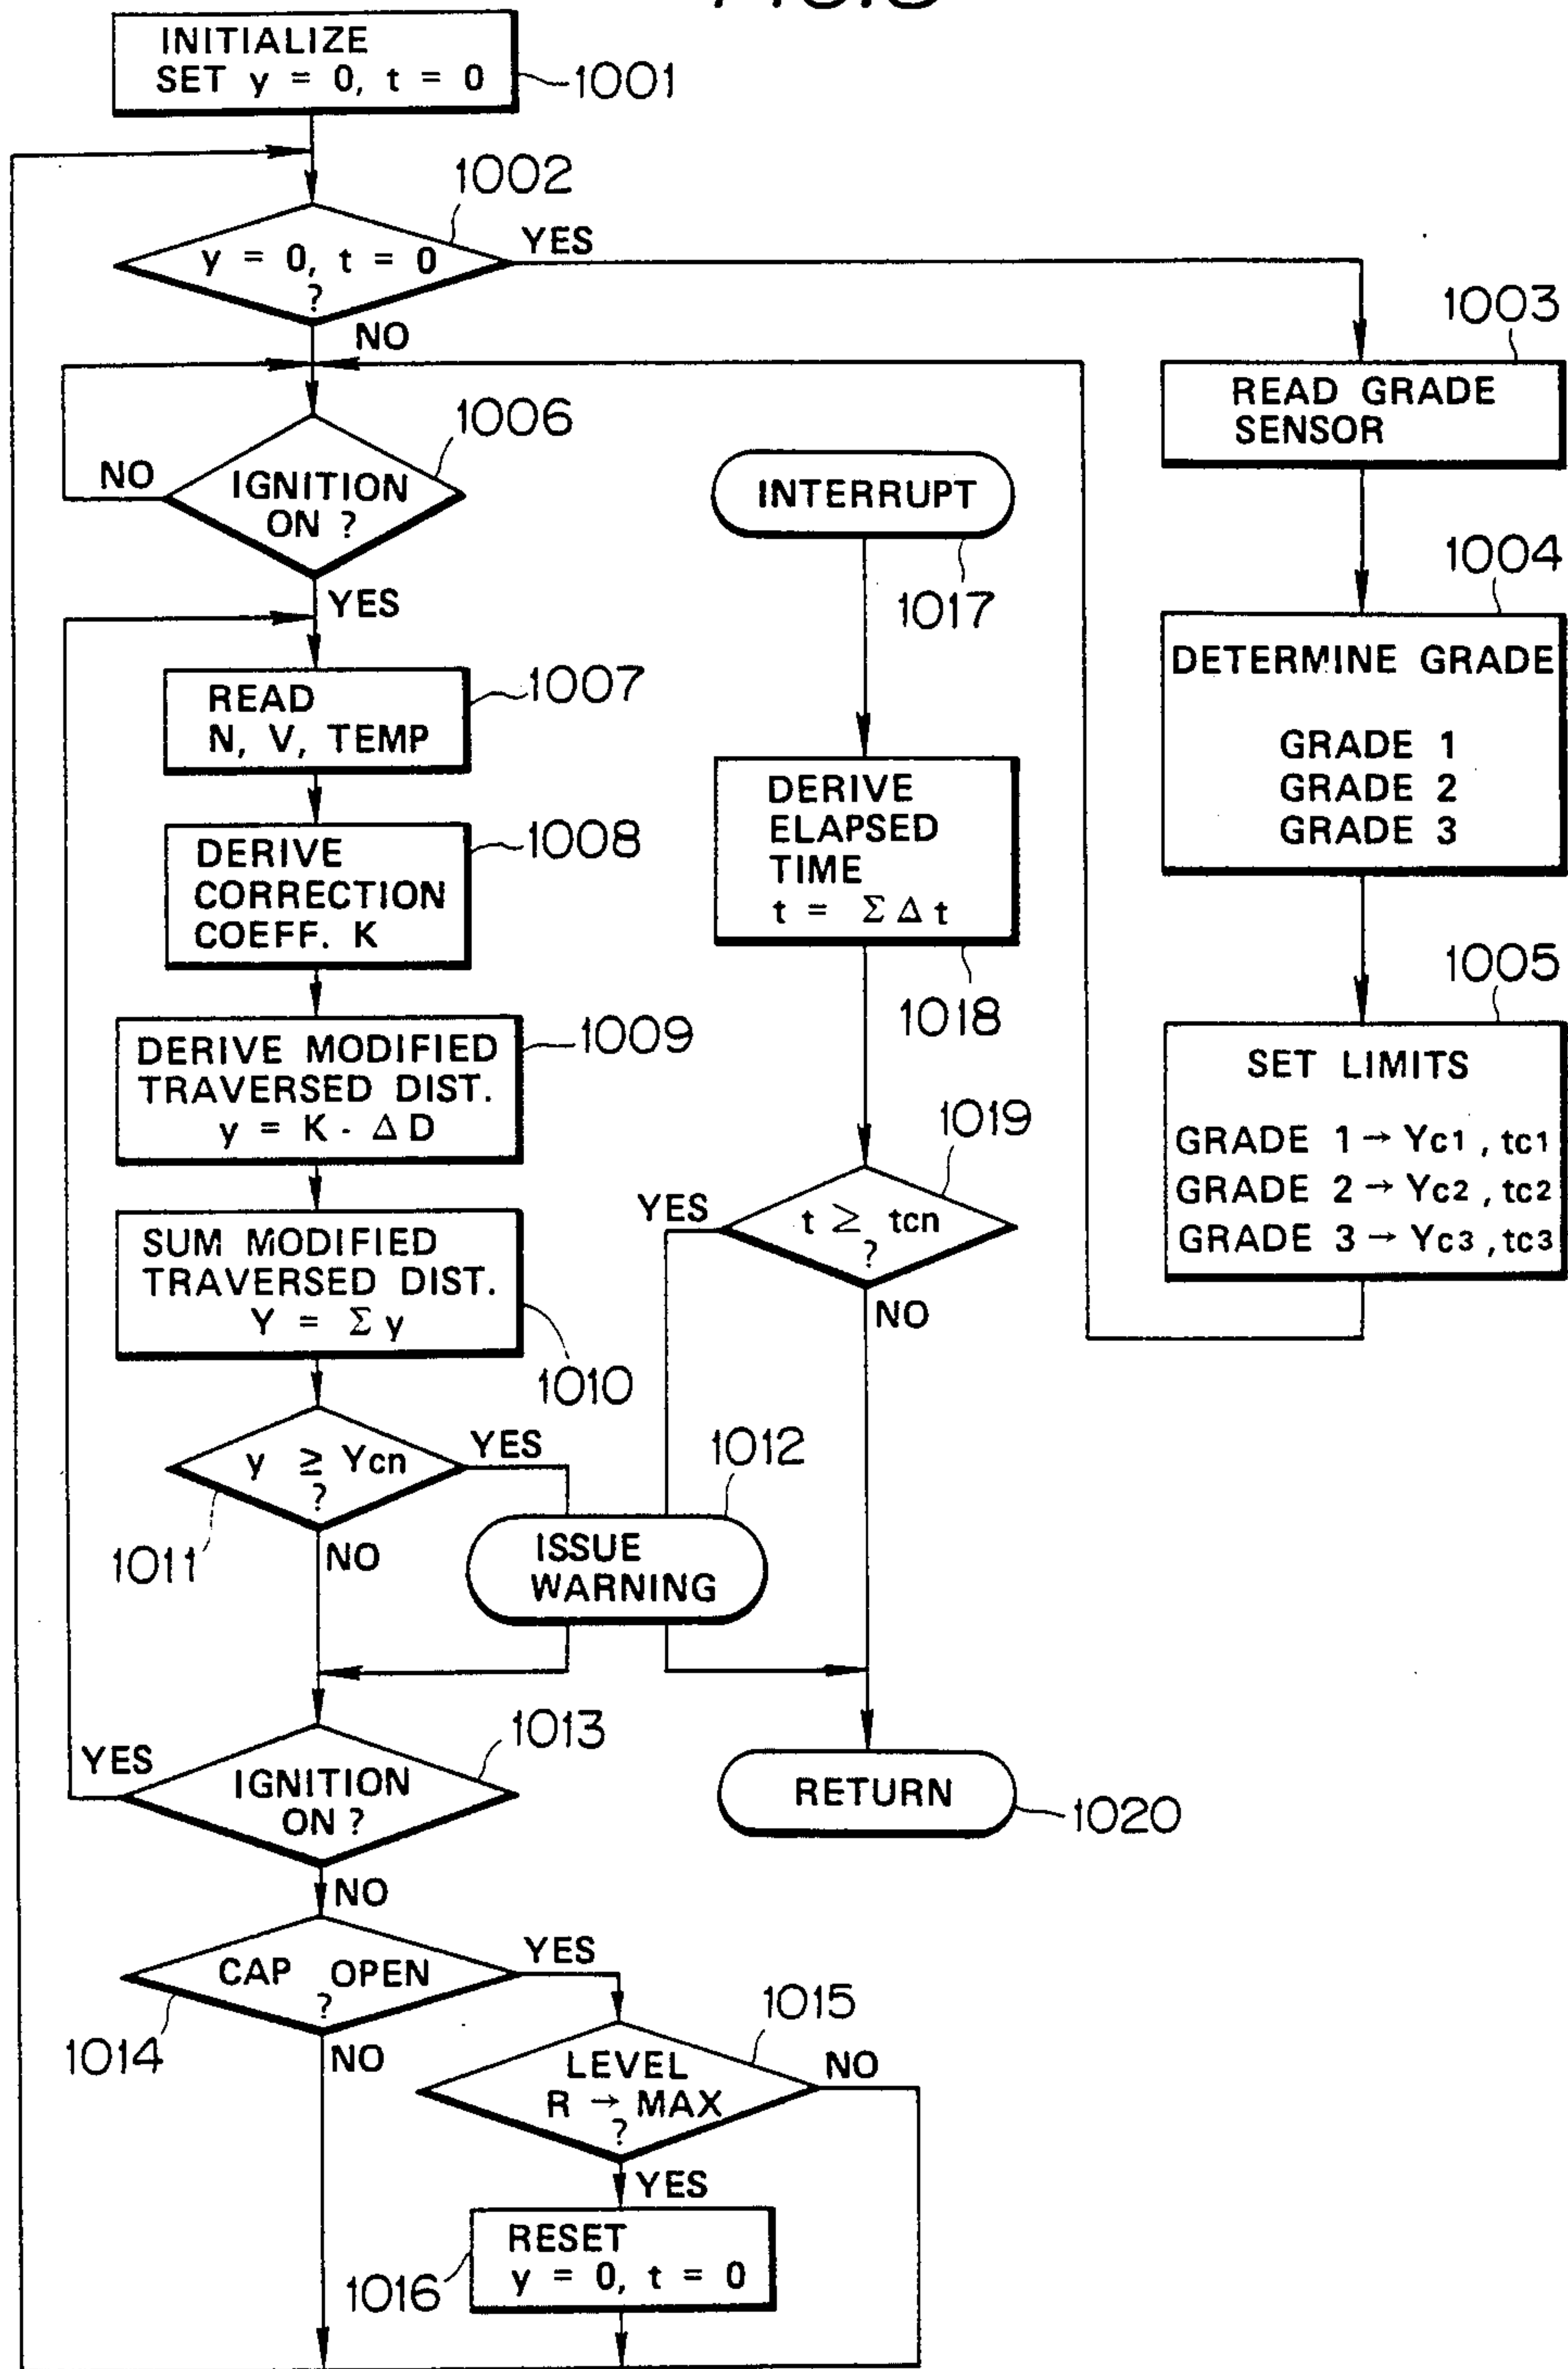 INITIALIZE
SET y = 0, t = 0
1001
1002
y = 0, t = 0
?
YES
NO
1003
READ GRADE
SENSOR
1004
DETERMINE GRADE
GRADE 1
GRADE 2
GRADE 3
1005
SET LIMITS
GRADE 1 → Yc1, tc1
GRADE 2 → Yc2, tc2
GRADE 3 → Yc3, tc3
1006
NO
IGNITION
ON ?
YES
READ
N, V, TEMP
1007
DERIVE
CORRECTION
COEFF. K
1008
DERIVE MODIFIED
TRAVERSED DIST.
y = K - ΔD
1009
SUM MODIFIED
TRAVERSED DIST.
Y = Σ y
1010
y ≥ Ycn
?
YES
1011
NO
1012
ISSUE
WARNING
INTERRUPT
1017
DERIVE
ELAPSED
TIME
t = Σ Δ t
1018
1019
YES
t ≥ tcn
?
NO
RETURN
1020
1013
YES
IGNITION
ON ?
NO
CAP OPEN
?
YES
1014
NO
1015
LEVEL
R → MAX
?
NO
YES
RESET
y = 0, t = 0
1016